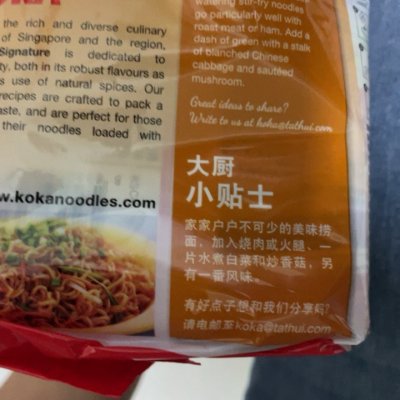 the rich and diverse culinary
of Singapore and the region,
Signature is dedicated to
ty, both in its robust flavours as
s use of natural spices. Our
recipes are crafted to pack a
aste, and are perfect for those
their noodles loaded with
w.kokanoodles.com
watering stir-fry noodles
go particularly well with
roast meat or ham. Add a
dash of green with a stalk
of blanched Chinese
cabbage and sautéed
mushroom.
Great ideas to share?
Write to us at koka@tathui.com
大厨
小贴士
家家户户不可少的美味捞
面，加入烧肉或火腿、一
片水煮白菜和炒香菇，另
有一番风味。
有好点子想和我们分享吗？
请电邮至koka@tathui.com